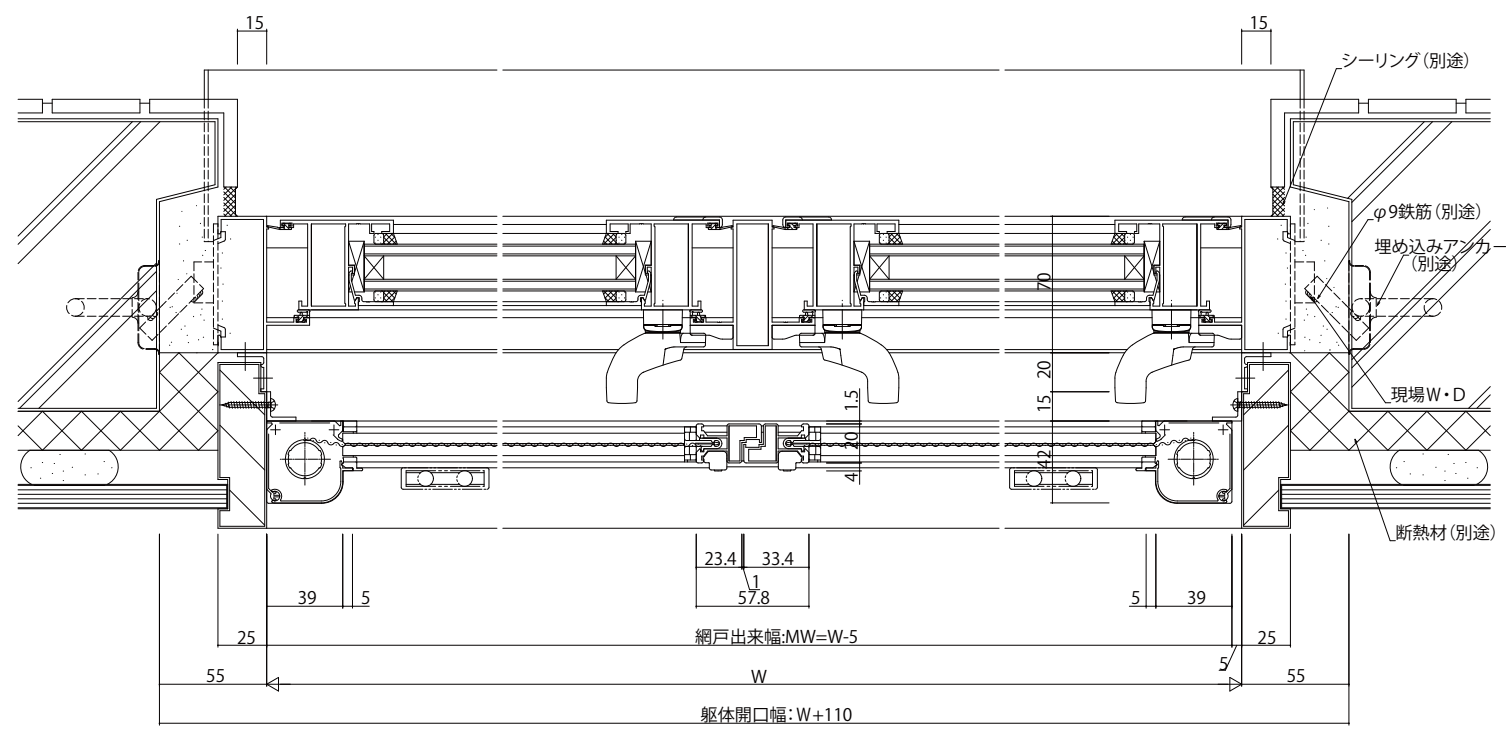 15
15
シーリング(別途)
φ9鉄筋(別途)
埋め込みアンカー
(別途)
70
20
15
1.5
20
42
4
現場W・D
断熱材(別途)
23.4
33.4
1
57.8
39
5
5
39
25
網戸出来幅:MW=W-5
25
5
55
W
55
躯体開口幅:W+110